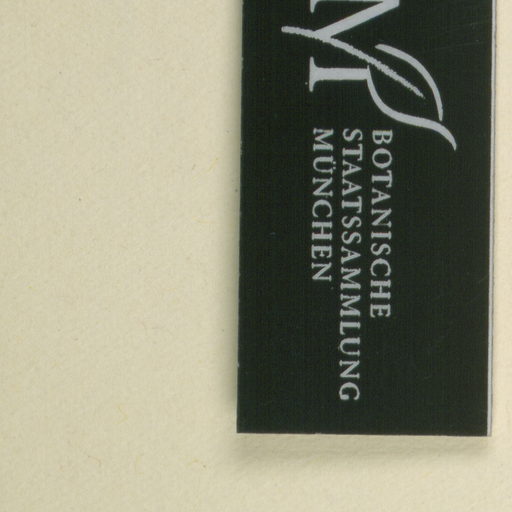 M
BOTANISCHE
STAATSSAMMLUNG
MÜNCHEN